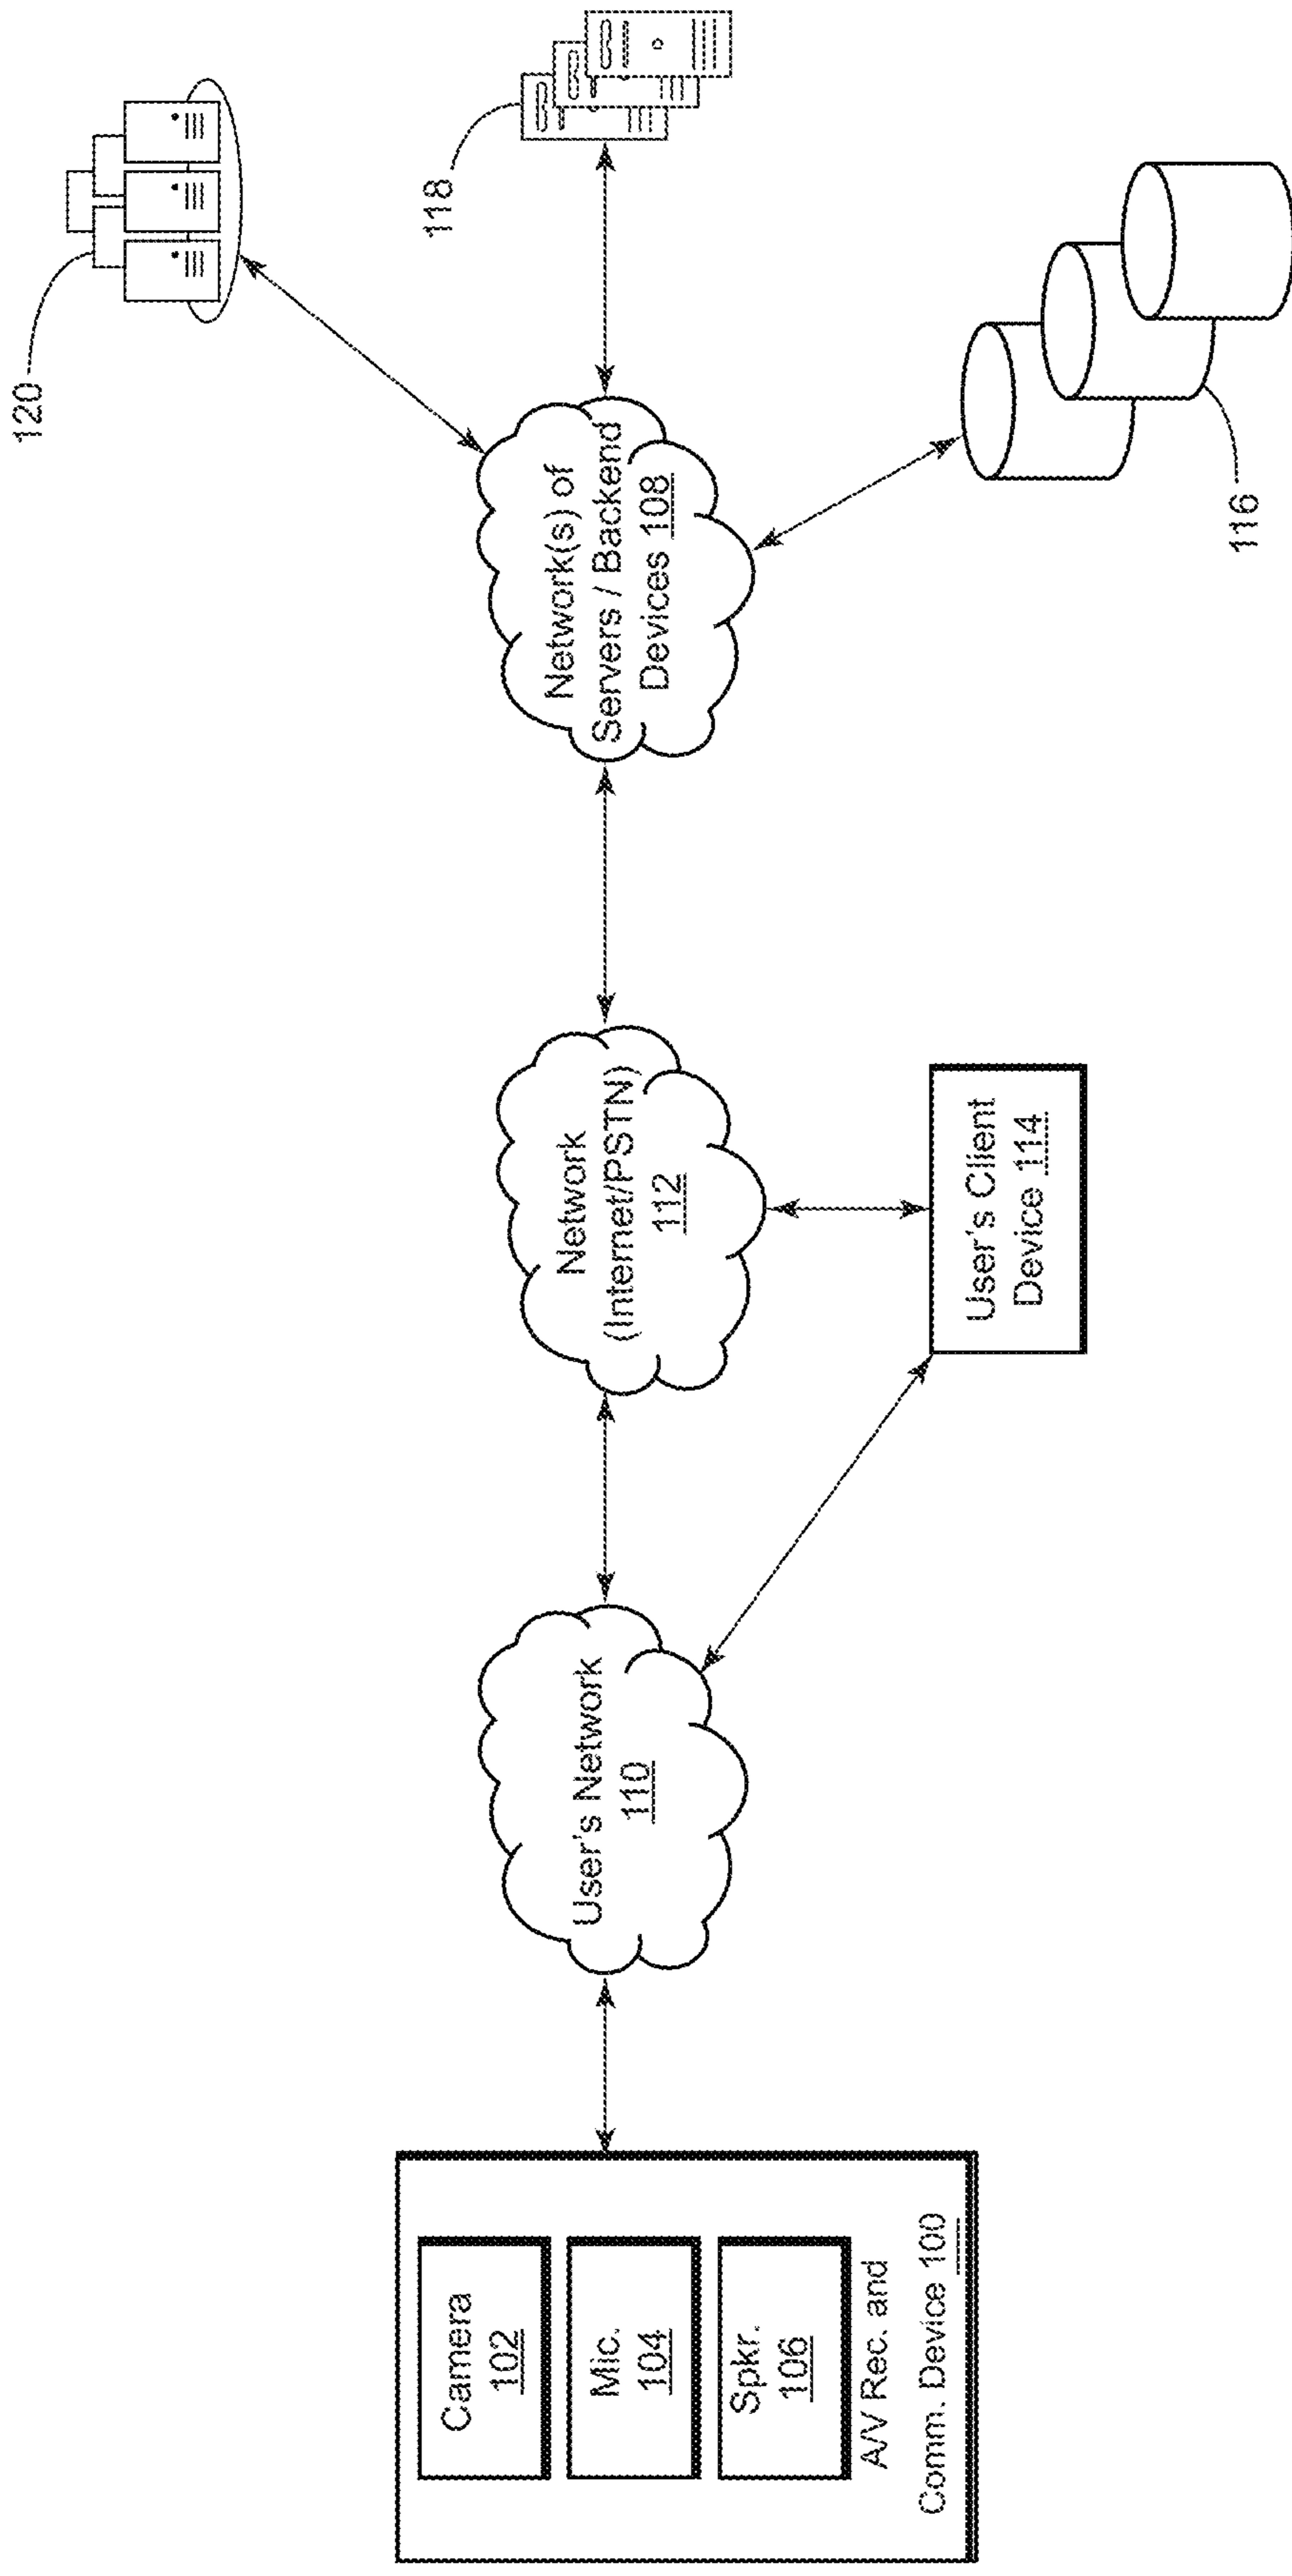 120
118
Network(s) of
Servers / Backend
Devices 108
116
Network
(Internet/PSTN)
112
User's Client
Device 114
User's Network
110
Camera
102
Mic.
104
Spkr.
106
A/V Rec. and
Comm. Device 100